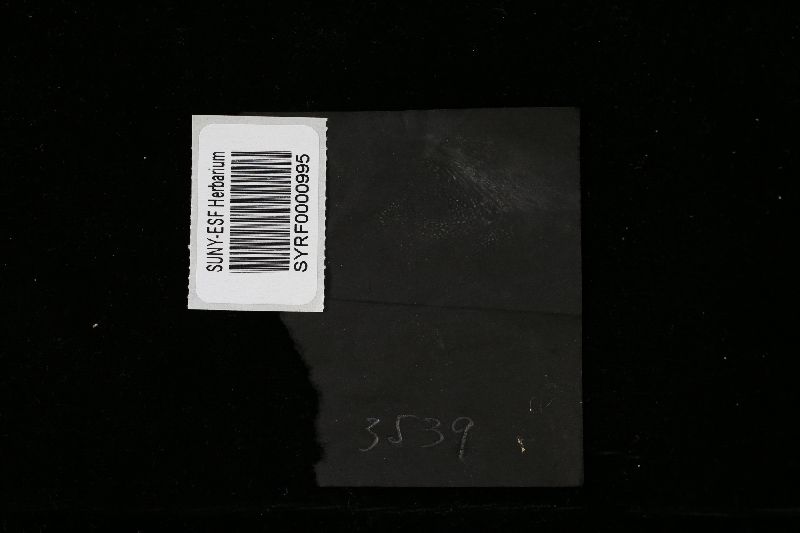 SUNY-ESF Herbarium
SYRF0000995
3539